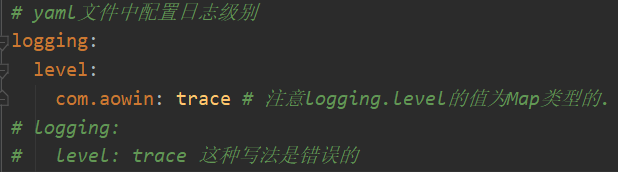 # yaml文件中配置日志级别
logging:
level:
com.aowin: trace # 注意logging.level的值为Map类型的.
# logging:
# level: trace 这种写法是错误的